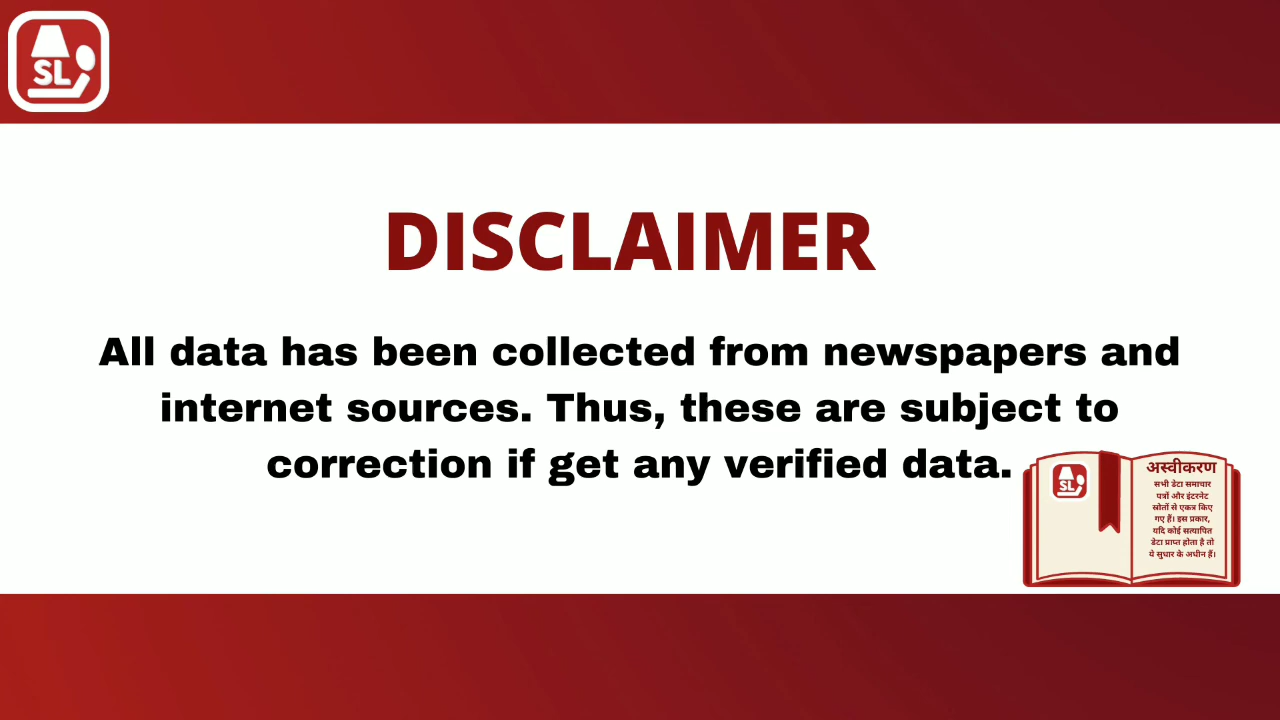 SL
DISCLAIMER
All data has been collected from newspapers and
internet sources. Thus, these are subject to
correction if get any verified data.
SL
अस्वीकरण
सभी डेटा समाचार
पत्रों और इंटरनेट
स्रोतों से एकत्र किए
गए हैं। इस प्रकार,
यदि कोई सत्यापित
डेटा प्राप्त होता है तो
ये सुधार के अधीन हैं।